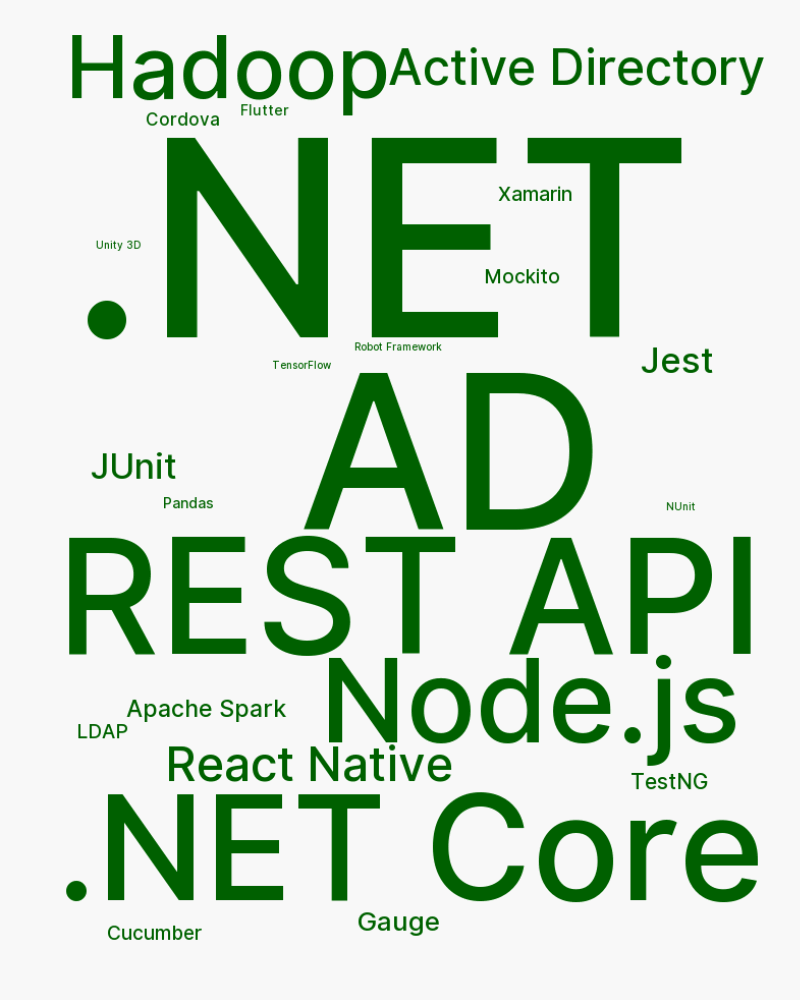 Hadoop
Active Directory
Flutter
Cordova
.NET
Xamarin
Unity 3D
Mockito
Robot Framework
Jest
TensorFlow
AD
JUnit
Pandas
NUnit
REST API
Node.js
Apache Spark
LDAP
React Native
TestNG
.NET Core
Gauge
Cucumber